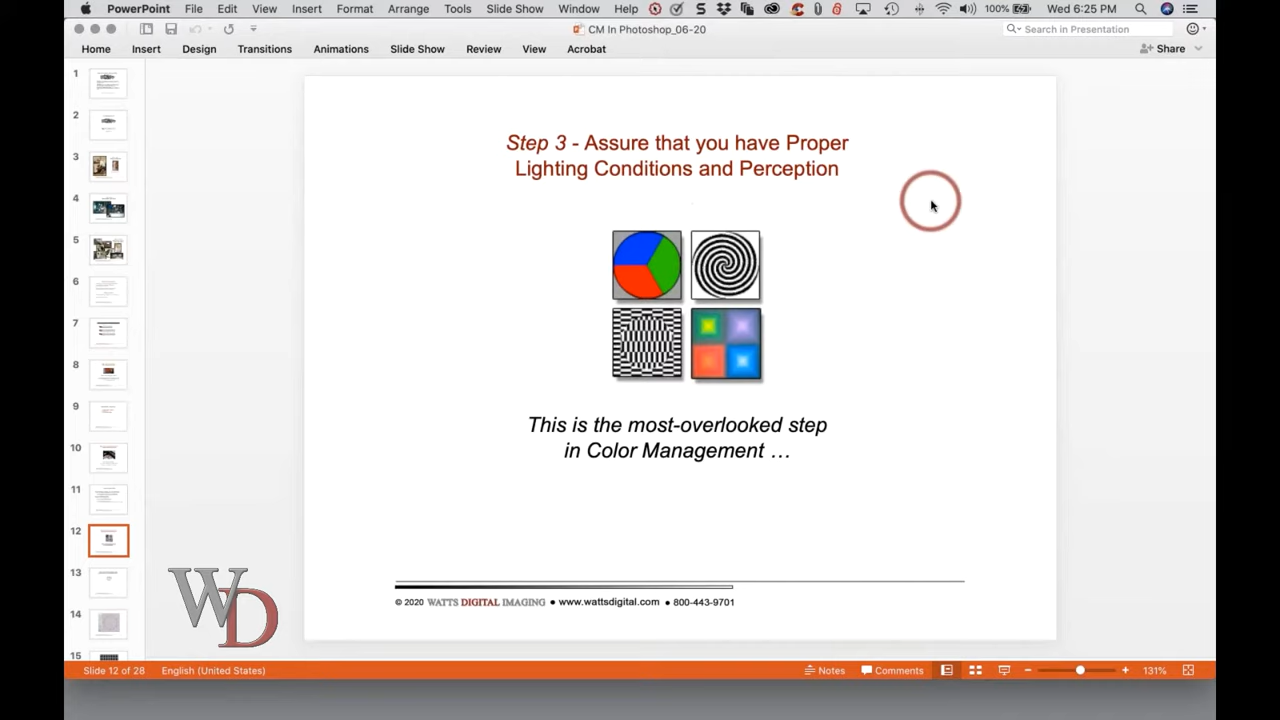 PowerPoint File Edit View Insert Format Arrange Tools Slide Show Window Help 100% Wed 6:25 PM
CM In Photoshop_06-20
Search in Presentation
Home Insert Design Transitions Animations Slide Show Review View Acrobat
Share
1
2
3
4
5
6
7
8
9
10
11
12
13
14
15
Step 3 - Assure that you have Proper
Lighting Conditions and Perception
This is the most-overlooked step
in Color Management …
© 2020 WATTS DIGITAL IMAGING ● www.wattsdigital.com ● 800-443-9701
WD
Slide 12 of 28 English (United States) Notes Comments 131%